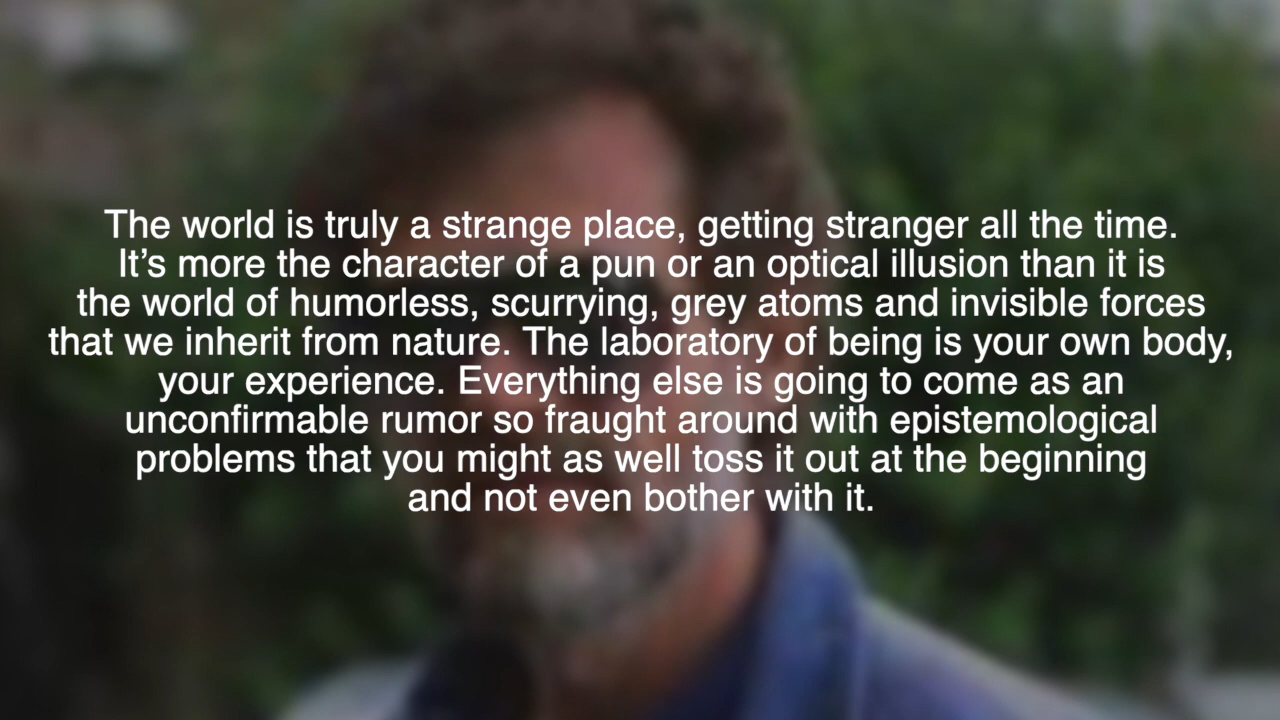 The world is truly a strange place, getting stranger all the time.
It’s more the character of a pun or an optical illusion than it is
the world of humorless, scurrying, grey atoms and invisible forces
that we inherit from nature. The laboratory of being is your own body,
your experience. Everything else is going to come as an
unconfirmable rumor so fraught around with epistemological
problems that you might as well toss it out at the beginning
and not even bother with it.